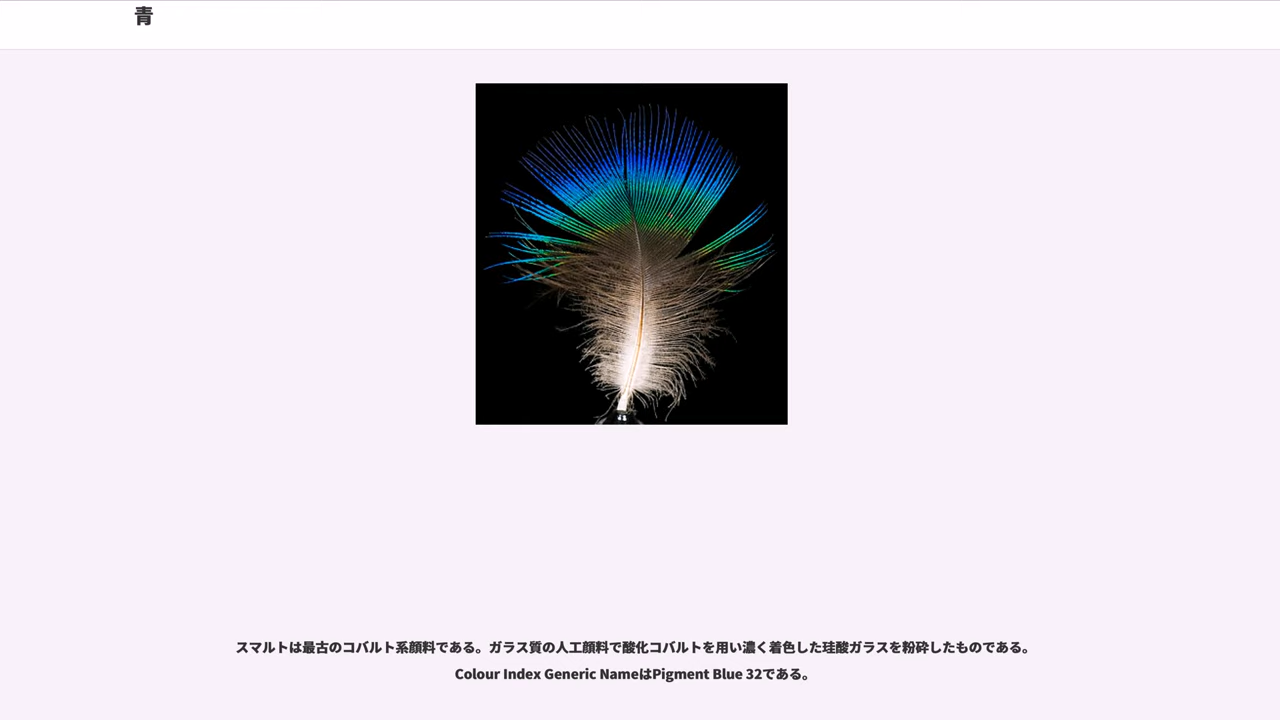 青
スマルトは最古のコバルト系顔料である。ガラス質の人工顔料で酸化コバルトを用い濃く着色した珪酸ガラスを粉砕したものである。
Colour Index Generic NameはPigment Blue 32である。